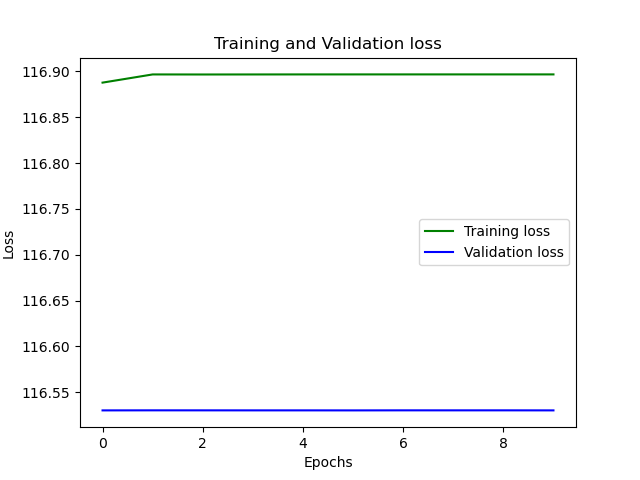 Training and Validation loss
116.90
116.85
116.80
116.75
116.70
116.65
116.60
116.55
Loss
Training loss
Validation loss
0 2 4 6 8
Epochs